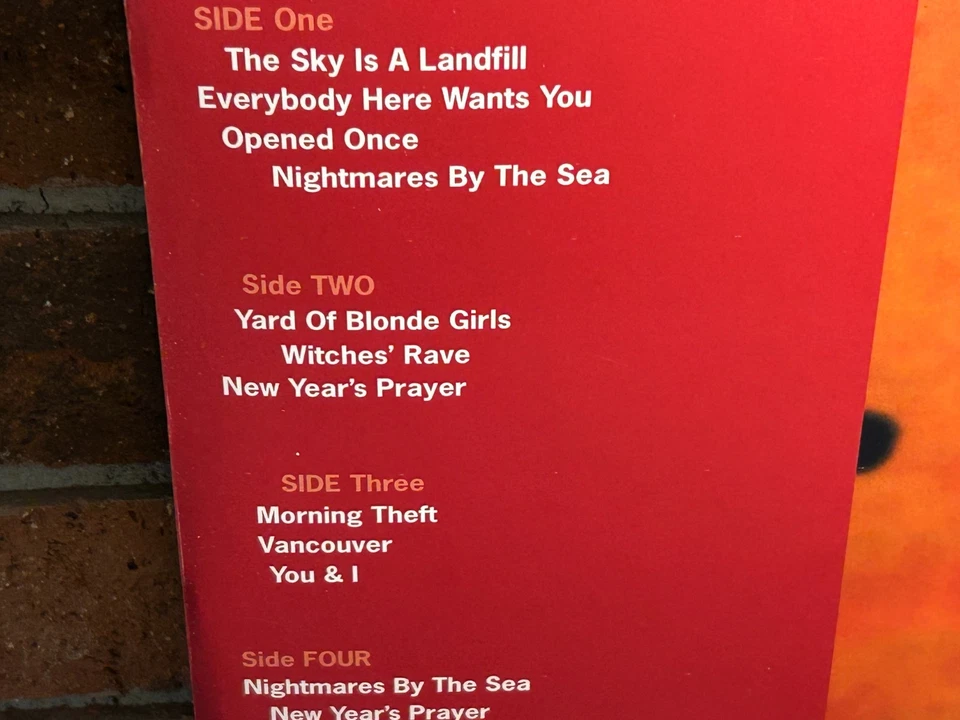 SIDE One
The Sky Is A Landfill
Everybody Here Wants You
Opened Once
Nightmares By The Sea
Side TWO
Yard Of Blonde Girls
Witches’ Rave
New Year’s Prayer
SIDE Three
Morning Theft
Vancouver
You & I
Side FOUR
Nightmares By The Sea
New Year’s Prayer